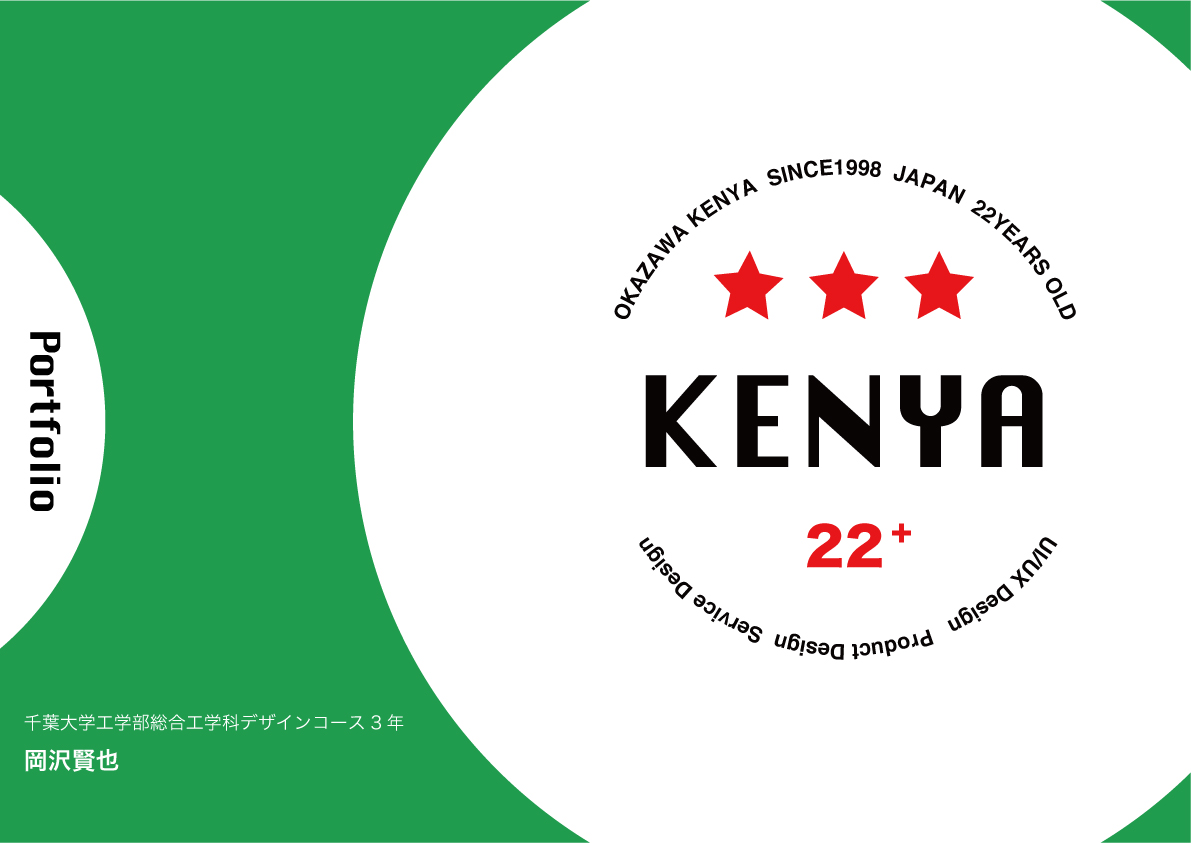 OKAZAWA KENYA SINCE1998 JAPAN 22YEARS OLD
KENYA
22+
UI/UX Design Product Design Service Design
Portfolio
千葉大学工学部総合工学科デザインコース3年
岡沢賢也